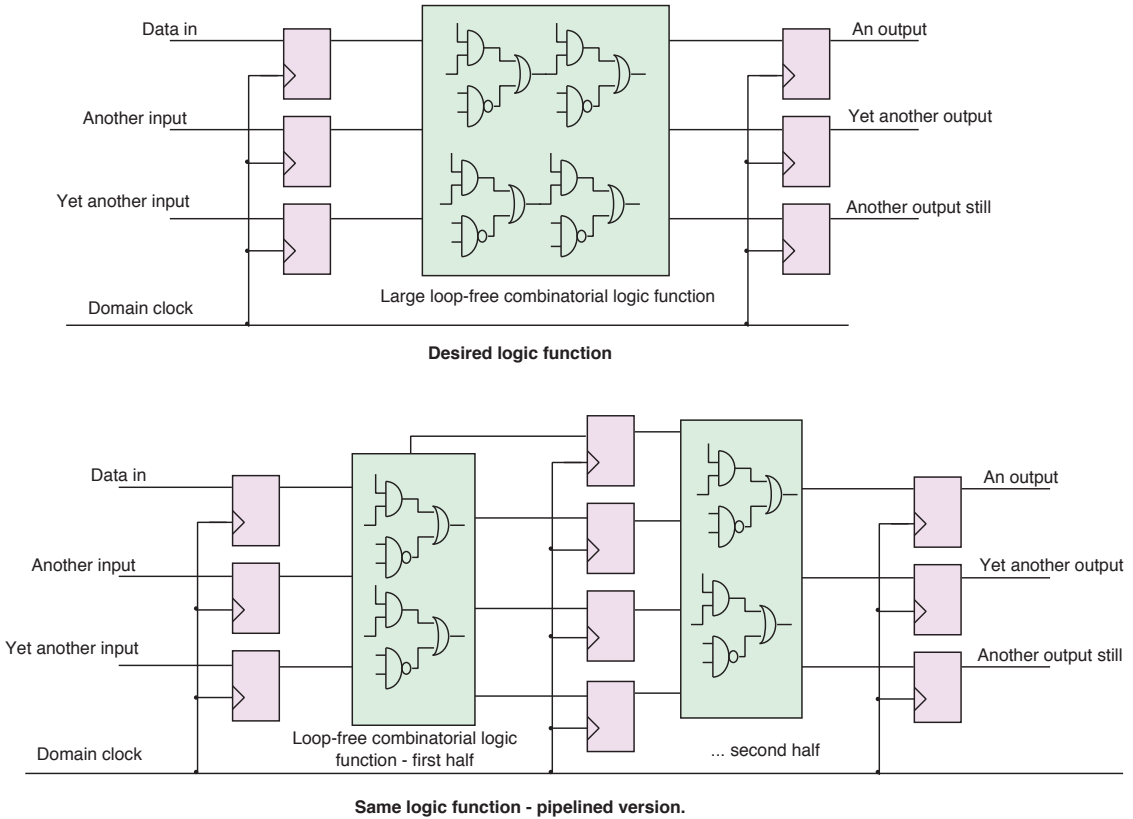 Data in
An output
Another input
Yet another output
Yet another input
Another output still
Large loop-free combinatorial logic function
Domain clock
Desired logic function
Data in
An output
Another input
Yet another output
Yet another input
Another output still
Loop-free combinatorial logic
function - first half
... second half
Domain clock
Same logic function - pipelined version.